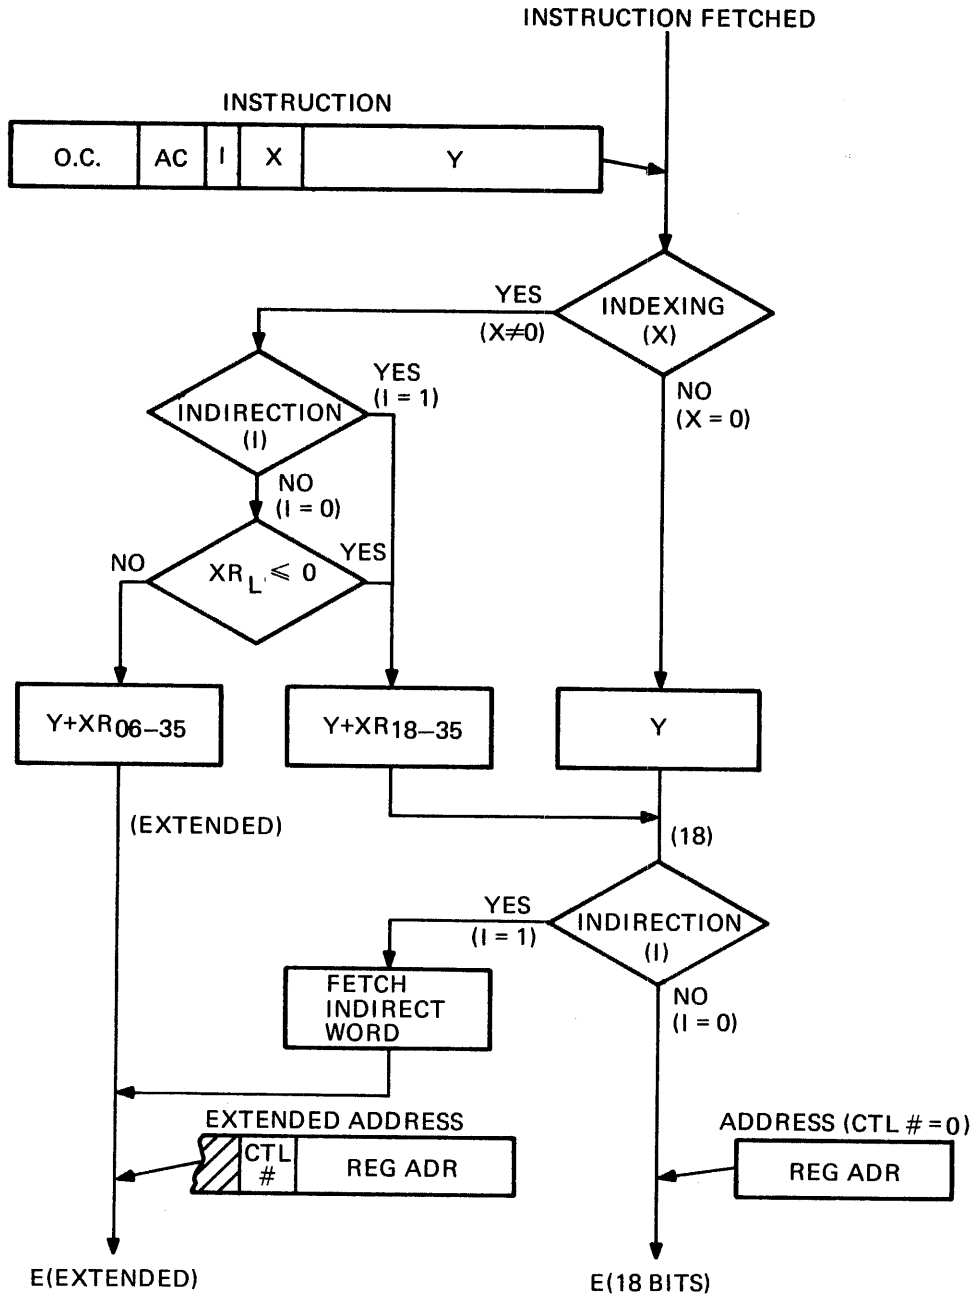 INSTRUCTION FETCHED
INSTRUCTION
O.C. AC I X Y
INDEXING
(X)
YES
(X≠0)
NO
(X = 0)
INDIRECTION
(I)
YES
(I = 1)
NO
(I = 0)
XRL ≤ 0
NO
YES
Y+XR06–35
Y+XR18–35
Y
(EXTENDED)
(18)
INDIRECTION
(I)
YES
(I = 1)
NO
(I = 0)
FETCH
INDIRECT
WORD
EXTENDED ADDRESS
CTL
#
REG ADR
ADDRESS (CTL # = 0)
REG ADR
E(EXTENDED)
E(18 BITS)